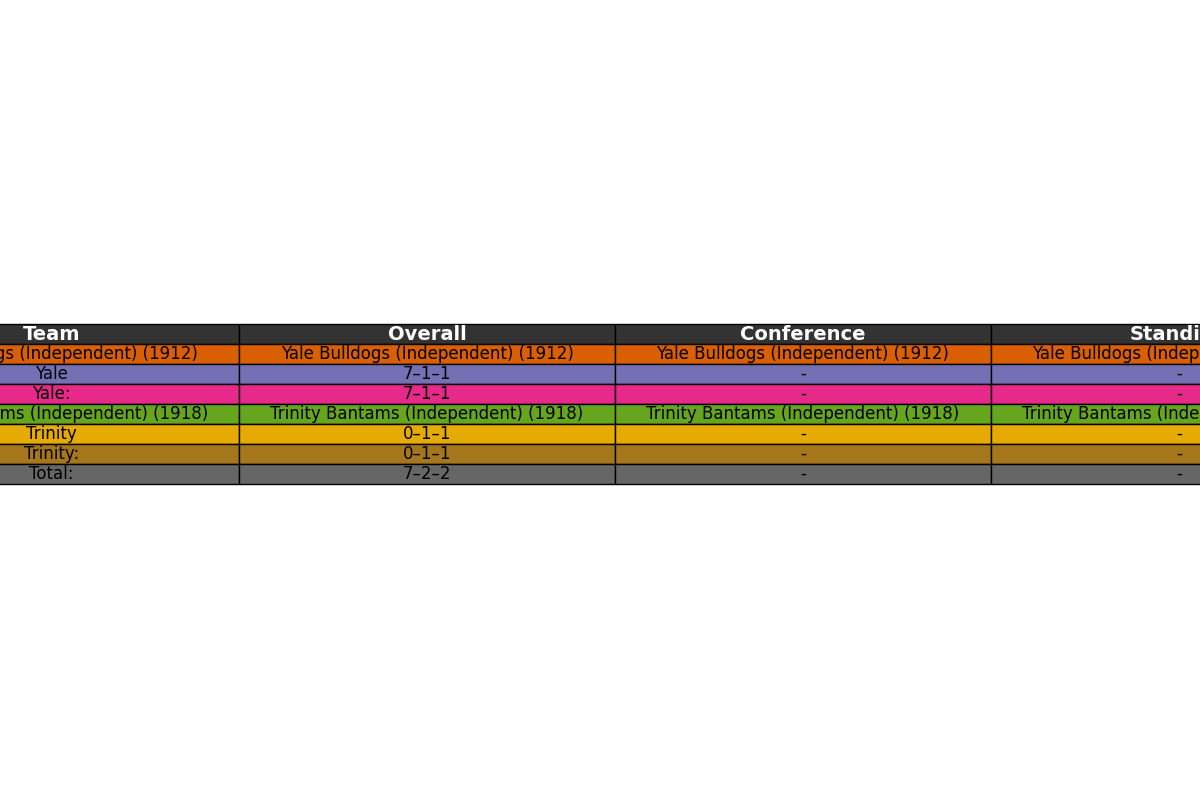 Team Overall Conference Standi
gs (Independent) (1912) Yale Bulldogs (Independent) (1912) Yale Bulldogs (Independent) (1912) Yale Bulldogs (Indep
Yale 7–1–1 - -
Yale: 7–1–1 - -
ms (Independent) (1918) Trinity Bantams (Independent) (1918) Trinity Bantams (Independent) (1918) Trinity Bantams (Inde
Trinity 0–1–1 - -
Trinity: 0–1–1 - -
Total: 7–2–2 - -